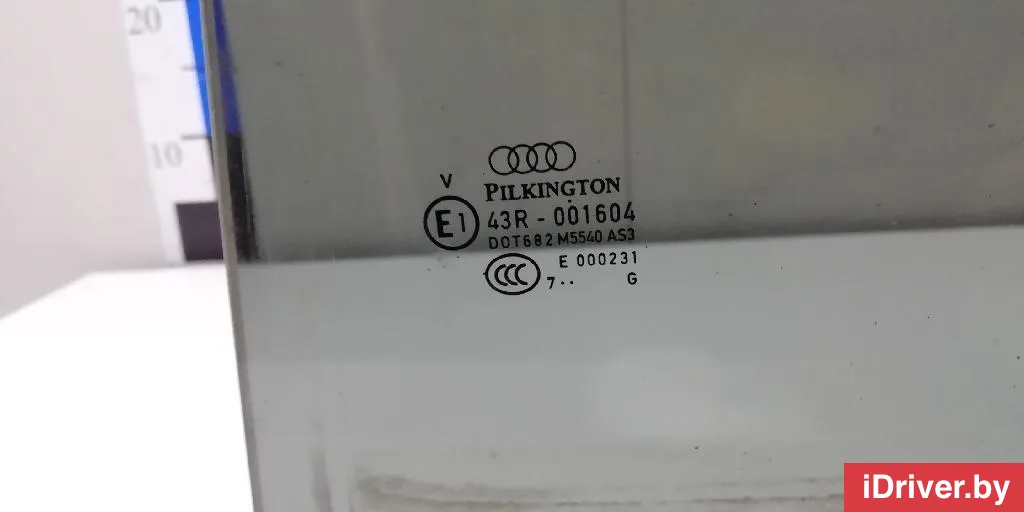 20
10
V
PILKINGTON
E1 43R - 001604
DOT682 M5540 AS3
CCC E 000231
7·· G
iDriver.by